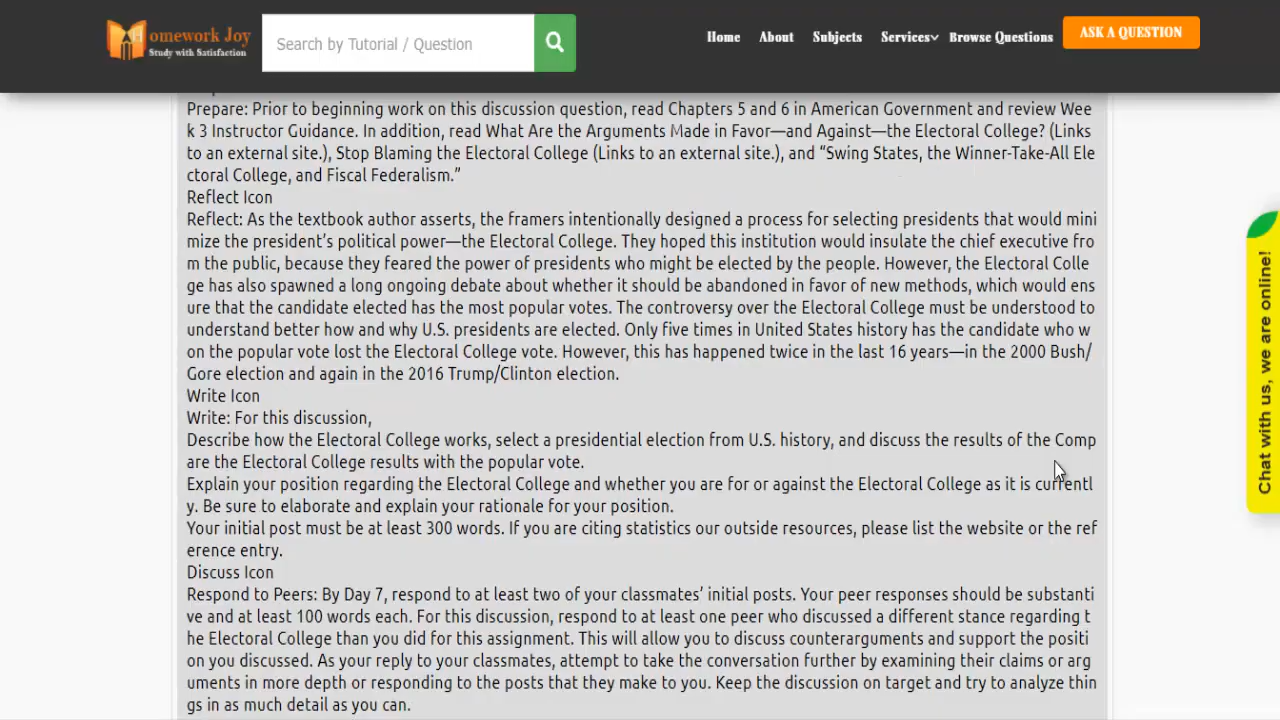 Homework Joy
Study with Satisfaction
Search by Tutorial / Question
Home About Subjects Services Browse Questions
ASK A QUESTION
Prepare: Prior to beginning work on this discussion question, read Chapters 5 and 6 in American Government and review Wee
k 3 Instructor Guidance. In addition, read What Are the Arguments Made in Favor—and Against—the Electoral College? (Links
to an external site.), Stop Blaming the Electoral College (Links to an external site.), and “Swing States, the Winner-Take-All Ele
ctoral College, and Fiscal Federalism.”
Reflect Icon
Reflect: As the textbook author asserts, the framers intentionally designed a process for selecting presidents that would mini
mize the president’s political power—the Electoral College. They hoped this institution would insulate the chief executive fro
m the public, because they feared the power of presidents who might be elected by the people. However, the Electoral Colle
ge has also spawned a long ongoing debate about whether it should be abandoned in favor of new methods, which would ens
ure that the candidate elected has the most popular votes. The controversy over the Electoral College must be understood to
understand better how and why U.S. presidents are elected. Only five times in United States history has the candidate who w
on the popular vote lost the Electoral College vote. However, this has happened twice in the last 16 years—in the 2000 Bush/
Gore election and again in the 2016 Trump/Clinton election.
Write Icon
Write: For this discussion,
Describe how the Electoral College works, select a presidential election from U.S. history, and discuss the results of the Comp
are the Electoral College results with the popular vote.
Explain your position regarding the Electoral College and whether you are for or against the Electoral College as it is currentl
y. Be sure to elaborate and explain your rationale for your position.
Your initial post must be at least 300 words. If you are citing statistics our outside resources, please list the website or the ref
erence entry.
Discuss Icon
Respond to Peers: By Day 7, respond to at least two of your classmates’ initial posts. Your peer responses should be substanti
ve and at least 100 words each. For this discussion, respond to at least one peer who discussed a different stance regarding t
he Electoral College than you did for this assignment. This will allow you to discuss counterarguments and support the positi
on you discussed. As your reply to your classmates, attempt to take the conversation further by examining their claims or arg
uments in more depth or responding to the posts that they make to you. Keep the discussion on target and try to analyze thin
gs in as much detail as you can.
Chat with us, we are online!